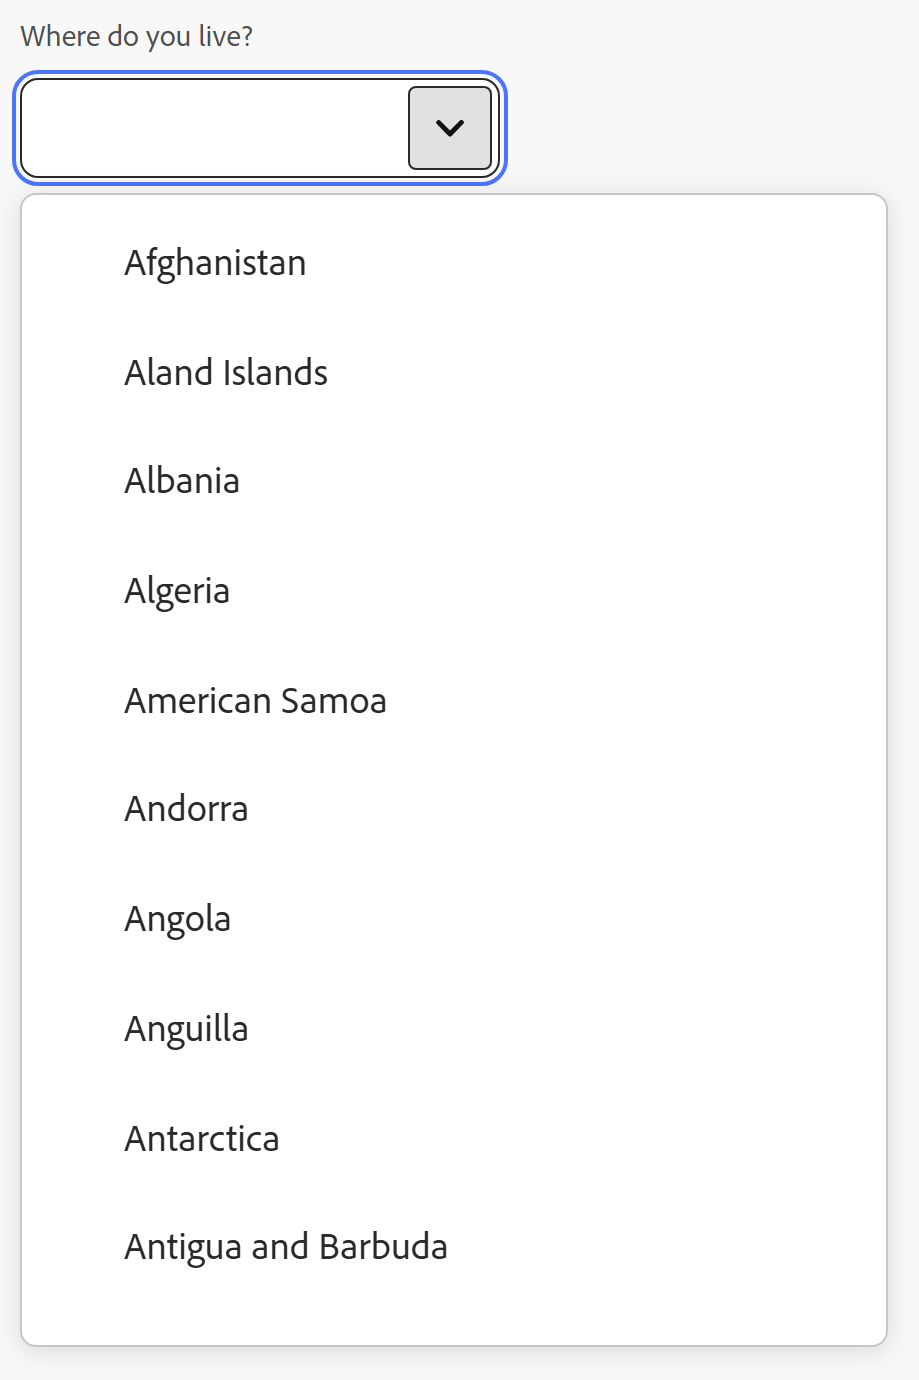 Where do you live?
Afghanistan
Aland Islands
Albania
Algeria
American Samoa
Andorra
Angola
Anguilla
Antarctica
Antigua and Barbuda